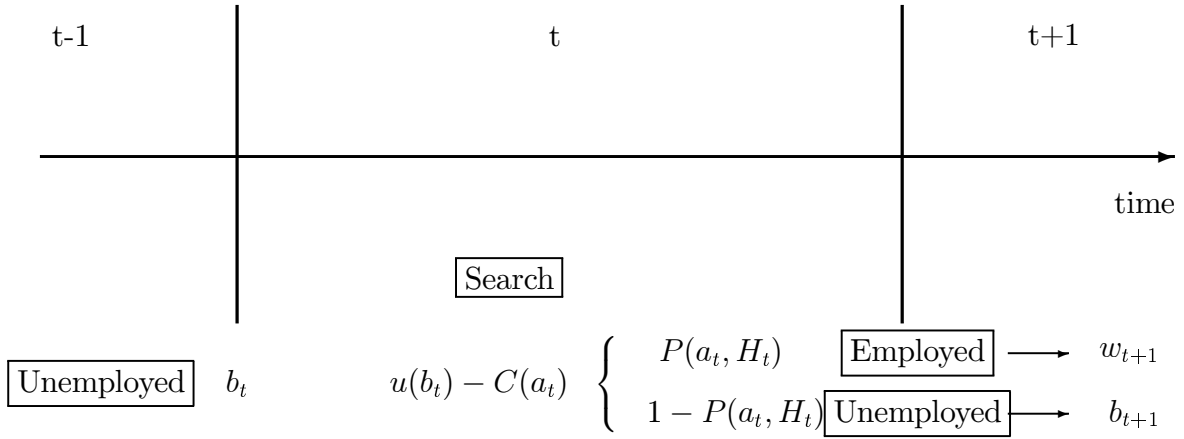 t-1 t t+1
time
Search
P(a_t, H_t) Employed w_{t+1}
Unemployed b_t u(b_t) − C(a_t)
1 − P(a_t, H_t) Unemployed b_{t+1}